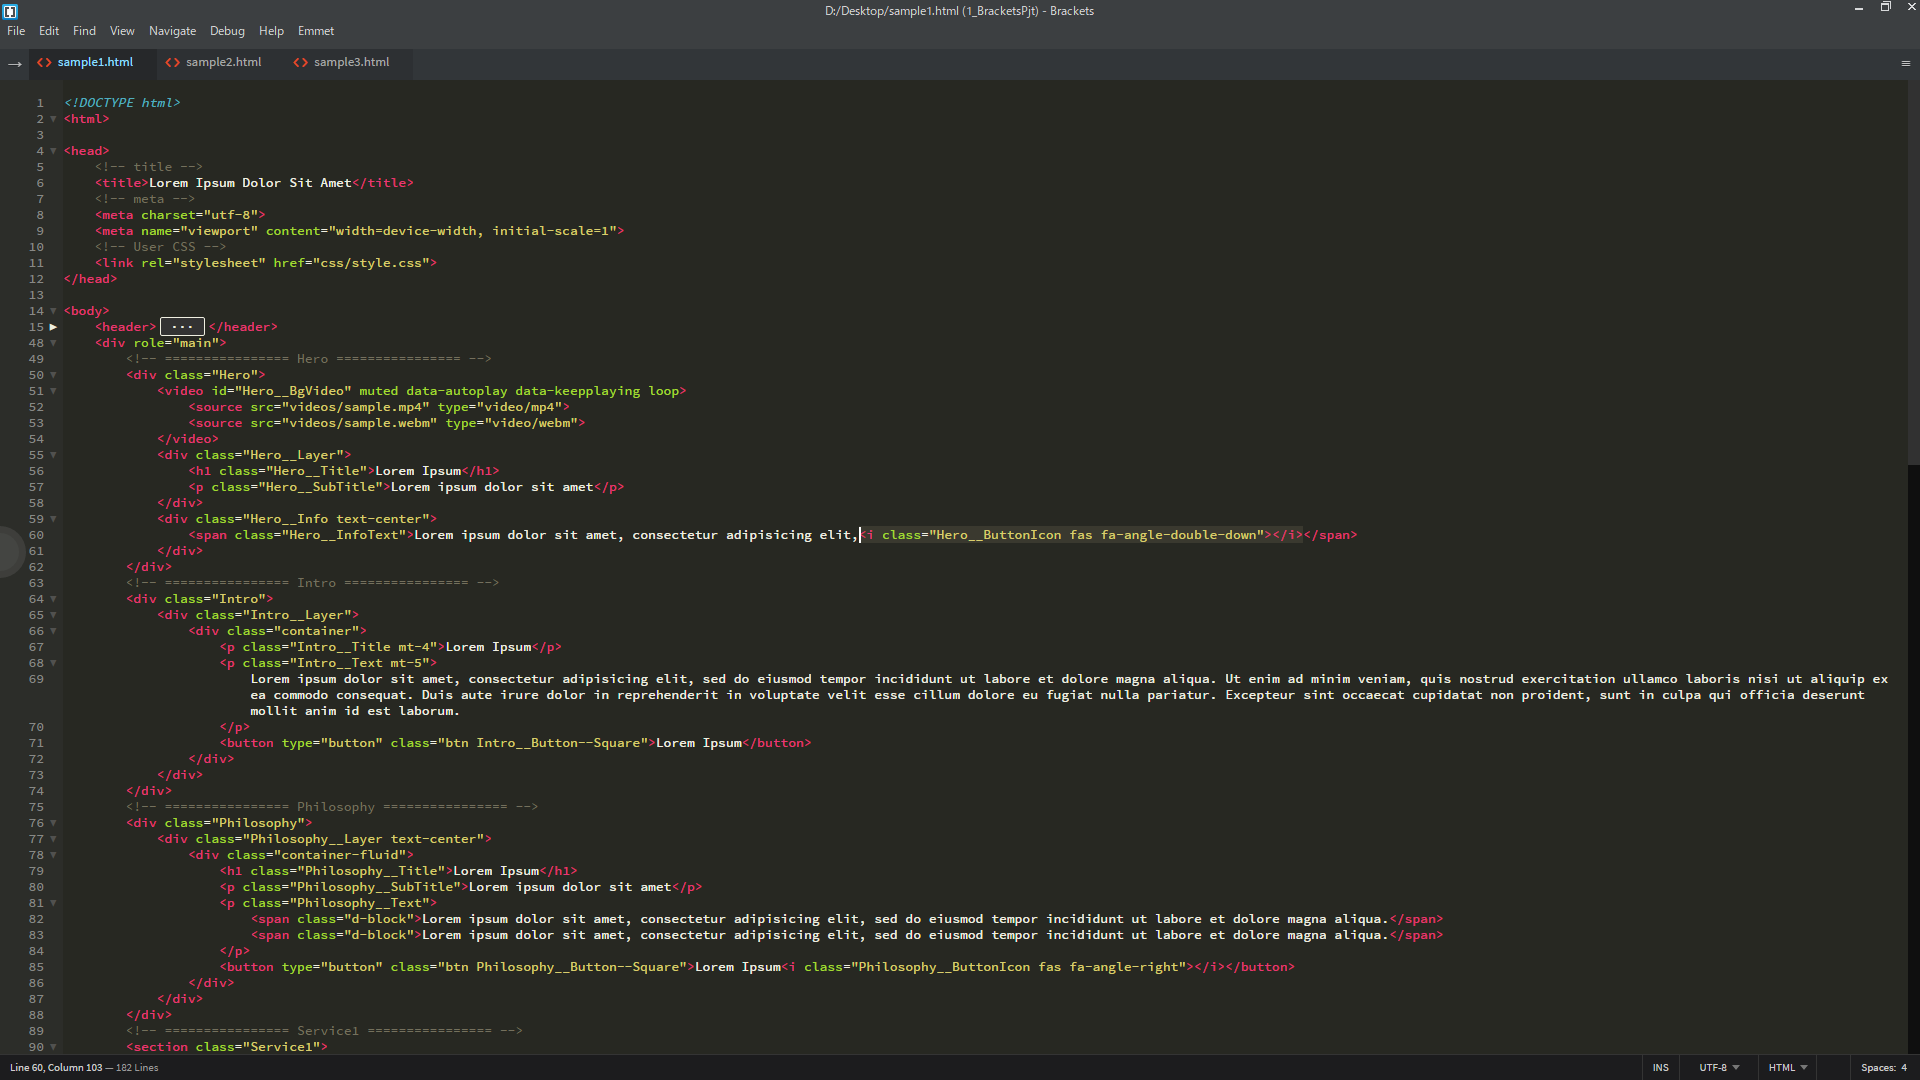 D:/Desktop/sample1.html (1_BracketsPjt) - Brackets
File Edit Find View Navigate Debug Help Emmet
sample1.html sample2.html sample3.html
1 <!DOCTYPE html>
2 <html>
3
4 <head>
5 <!-- title -->
6 <title>Lorem Ipsum Dolor Sit Amet</title>
7 <!-- meta -->
8 <meta charset="utf-8">
9 <meta name="viewport" content="width=device-width, initial-scale=1">
10 <!-- User CSS -->
11 <link rel="stylesheet" href="css/style.css">
12 </head>
13
14 <body>
15 <header> ... </header>
48 <div role="main">
49 <!-- ================ Hero ================ -->
50 <div class="Hero">
51 <video id="Hero__BgVideo" muted data-autoplay data-keepplaying loop>
52 <source src="videos/sample.mp4" type="video/mp4">
53 <source src="videos/sample.webm" type="video/webm">
54 </video>
55 <div class="Hero__Layer">
56 <h1 class="Hero__Title">Lorem Ipsum</h1>
57 <p class="Hero__SubTitle">Lorem ipsum dolor sit amet</p>
58 </div>
59 <div class="Hero__Info text-center">
60 <span class="Hero__InfoText">Lorem ipsum dolor sit amet, consectetur adipisicing elit,<i class="Hero__ButtonIcon fas fa-angle-double-down"></i></span>
61 </div>
62 </div>
63 <!-- ================ Intro ================ -->
64 <div class="Intro">
65 <div class="Intro__Layer">
66 <div class="container">
67 <p class="Intro__Title mt-4">Lorem Ipsum</p>
68 <p class="Intro__Text mt-5">
69 Lorem ipsum dolor sit amet, consectetur adipisicing elit, sed do eiusmod tempor incididunt ut labore et dolore magna aliqua. Ut enim ad minim veniam, quis nostrud exercitation ullamco laboris nisi ut aliquip ex
ea commodo consequat. Duis aute irure dolor in reprehenderit in voluptate velit esse cillum dolore eu fugiat nulla pariatur. Excepteur sint occaecat cupidatat non proident, sunt in culpa qui officia deserunt
mollit anim id est laborum.
70 </p>
71 <button type="button" class="btn Intro__Button--Square">Lorem Ipsum</button>
72 </div>
73 </div>
74 </div>
75 <!-- ================ Philosophy ================ -->
76 <div class="Philosophy">
77 <div class="Philosophy__Layer text-center">
78 <div class="container-fluid">
79 <h1 class="Philosophy__Title">Lorem Ipsum</h1>
80 <p class="Philosophy__SubTitle">Lorem ipsum dolor sit amet</p>
81 <p class="Philosophy__Text">
82 <span class="d-block">Lorem ipsum dolor sit amet, consectetur adipisicing elit, sed do eiusmod tempor incididunt ut labore et dolore magna aliqua.</span>
83 <span class="d-block">Lorem ipsum dolor sit amet, consectetur adipisicing elit, sed do eiusmod tempor incididunt ut labore et dolore magna aliqua.</span>
84 </p>
85 <button type="button" class="btn Philosophy__Button--Square">Lorem Ipsum<i class="Philosophy__ButtonIcon fas fa-angle-right"></i></button>
86 </div>
87 </div>
88 </div>
89 <!-- ================ Service1 ================ -->
90 <section class="Service1">
Line 60, Column 103 — 182 Lines INS UTF-8 HTML Spaces: 4